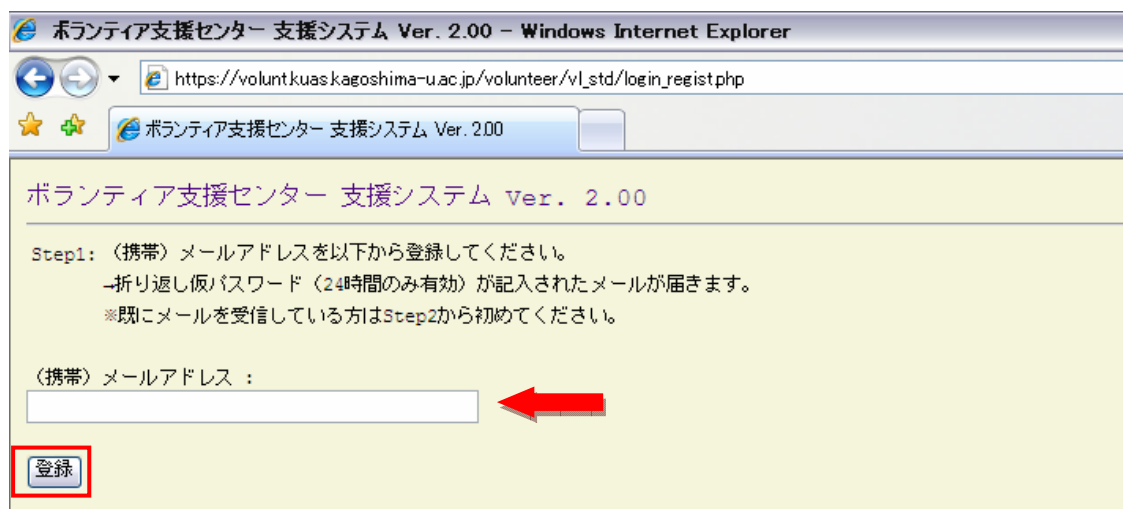 ボランティア支援センター 支援システム Ver. 2.00 - Windows Internet Explorer
https://volunt.kuas.kagoshima-u.ac.jp/volunteer/vl_std/login_regist.php
ボランティア支援センター 支援システム Ver. 2.00
ボランティア支援センター 支援システム Ver. 2.00
Step1: (携帯)メールアドレスを以下から登録してください。
→折り返し仮パスワード(24時間のみ有効)が記入されたメールが届きます。
※既にメールを受信している方はStep2から初めてください。
(携帯)メールアドレス :
登録